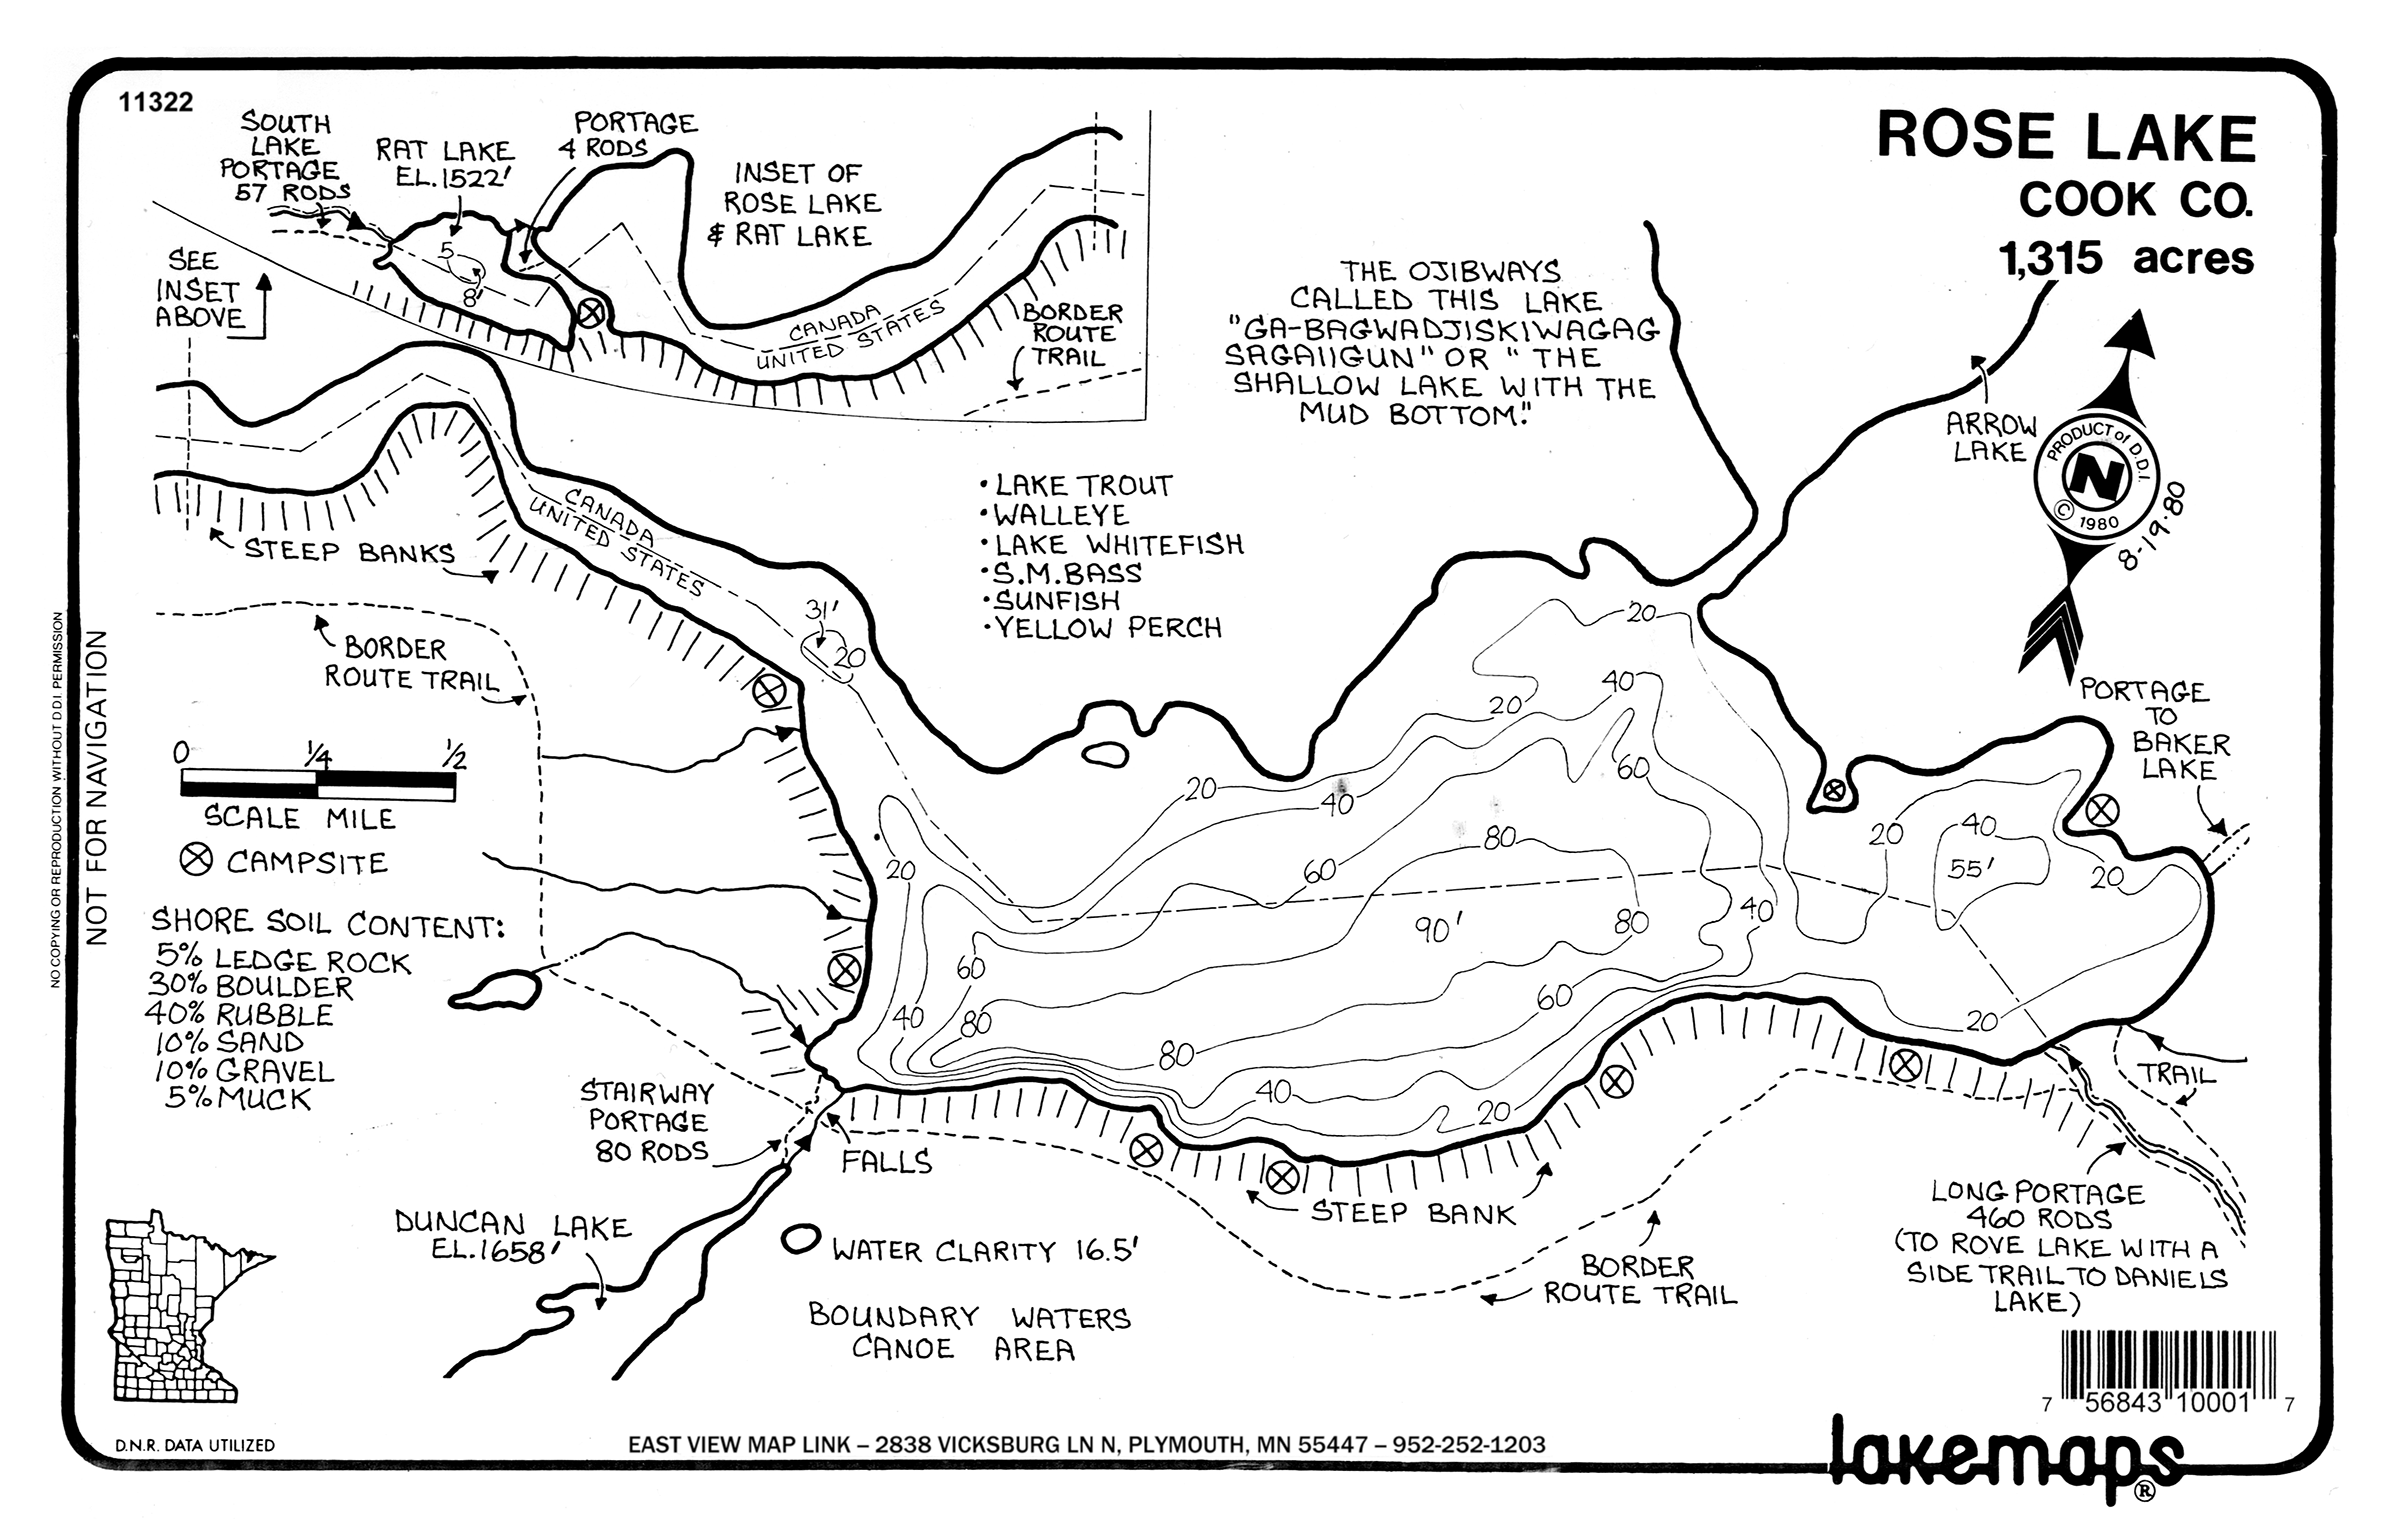 11322
SOUTH
LAKE
PORTAGE
57 RODS
RAT LAKE
EL.1522'
PORTAGE
4 RODS
INSET OF
ROSE LAKE
& RAT LAKE
5
8'
CANADA
UNITED STATES
BORDER
ROUTE
TRAIL
SEE
INSET
ABOVE
ROSE LAKE
COOK CO.
1,315 acres
THE OJIBWAYS
CALLED THIS LAKE
"GA-BAGWADJISKIWAGAG
SAGAIIGUN" OR "THE
SHALLOW LAKE WITH THE
MUD BOTTOM."
ARROW
LAKE
PRODUCT of D.D.I.
N
© 1980
8-19-80
• LAKE TROUT
• WALLEYE
• LAKE WHITEFISH
• S.M.BASS
• SUNFISH
• YELLOW PERCH
CANADA
UNITED STATES
STEEP BANKS
BORDER
ROUTE TRAIL
31'
20
20
20
40
60
20
40
60
80
80
90'
40
20
40
55'
20
20
60
40
80
80
60
40
20
20
PORTAGE
TO
BAKER
LAKE
0 1/4 1/2
SCALE MILE
CAMPSITE
SHORE SOIL CONTENT:
5% LEDGE ROCK
30% BOULDER
40% RUBBLE
10% SAND
10% GRAVEL
5% MUCK
NOT FOR NAVIGATION
NO COPYING OR REPRODUCTION WITHOUT D.D.I. PERMISSION
STAIRWAY
PORTAGE
80 RODS
FALLS
DUNCAN LAKE
EL.1658'
WATER CLARITY 16.5'
BOUNDARY WATERS
CANOE AREA
STEEP BANK
BORDER
ROUTE TRAIL
TRAIL
LONG PORTAGE
460 RODS
(TO ROVE LAKE WITH A
SIDE TRAIL TO DANIELS
LAKE)
7 56843 10001 7
D.N.R. DATA UTILIZED
EAST VIEW MAP LINK – 2838 VICKSBURG LN N, PLYMOUTH, MN 55447 – 952-252-1203
lakemaps®